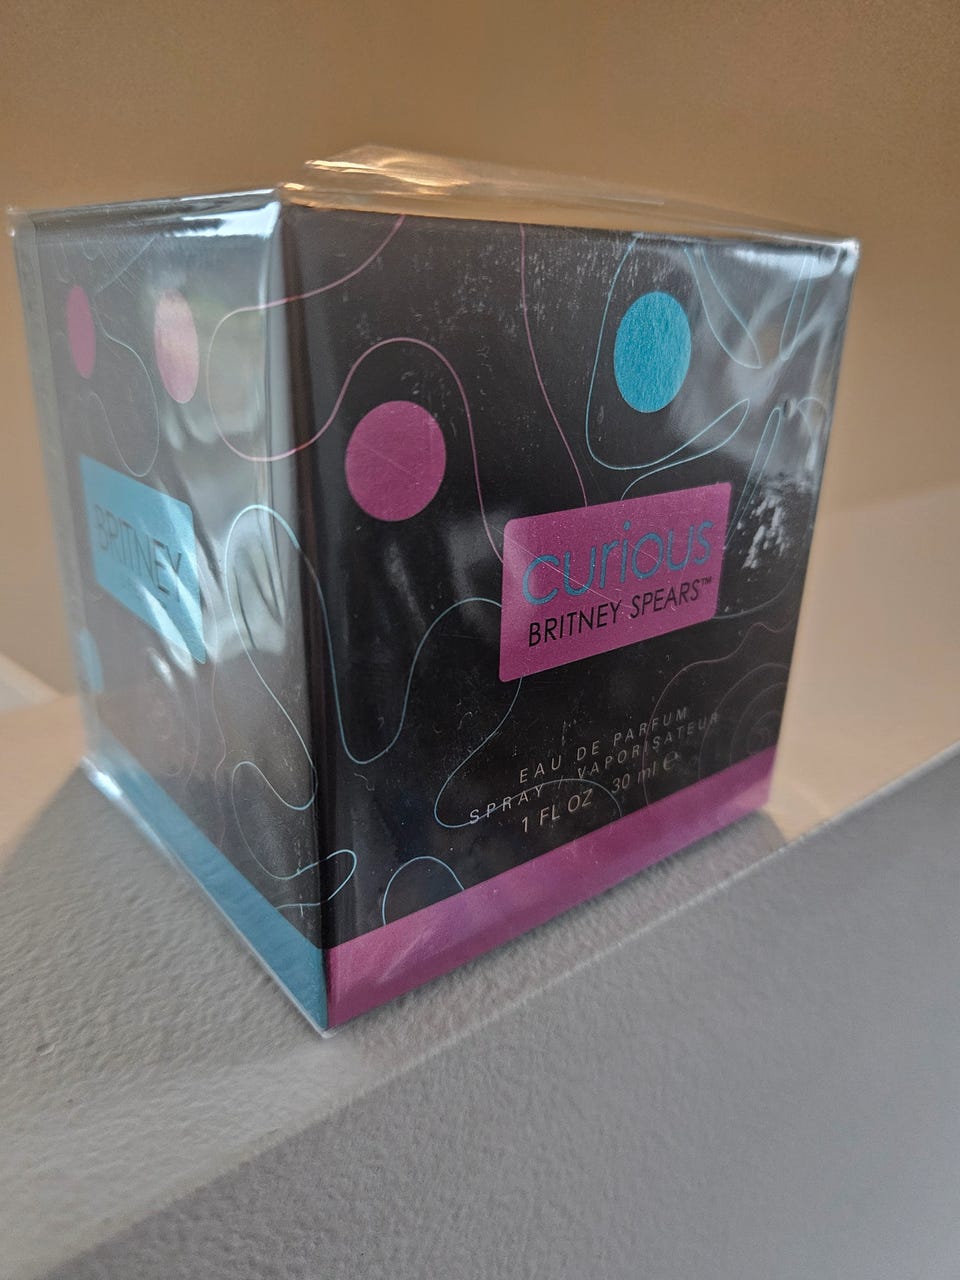 BRITNEY
curious
BRITNEY SPEARS™
EAU DE PARFUM
SPRAY / VAPORISATEUR
1 FL OZ 30 ml ℮